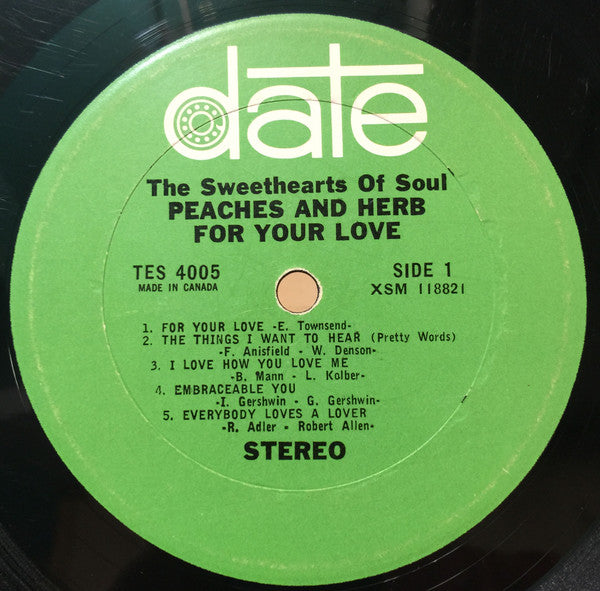 date
The Sweethearts Of Soul
PEACHES AND HERB
FOR YOUR LOVE
TES 4005 SIDE 1
MADE IN CANADA XSM 118821
1. FOR YOUR LOVE -E. Townsend-
2. THE THINGS I WANT TO HEAR (Pretty Words)
-F. Anisfield - W. Denson-
3. I LOVE HOW YOU LOVE ME
-B. Mann - L. Kolber-
4. EMBRACEABLE YOU
-I. Gershwin - G. Gershwin-
5. EVERYBODY LOVES A LOVER
-R. Adler - Robert Allen-
STEREO